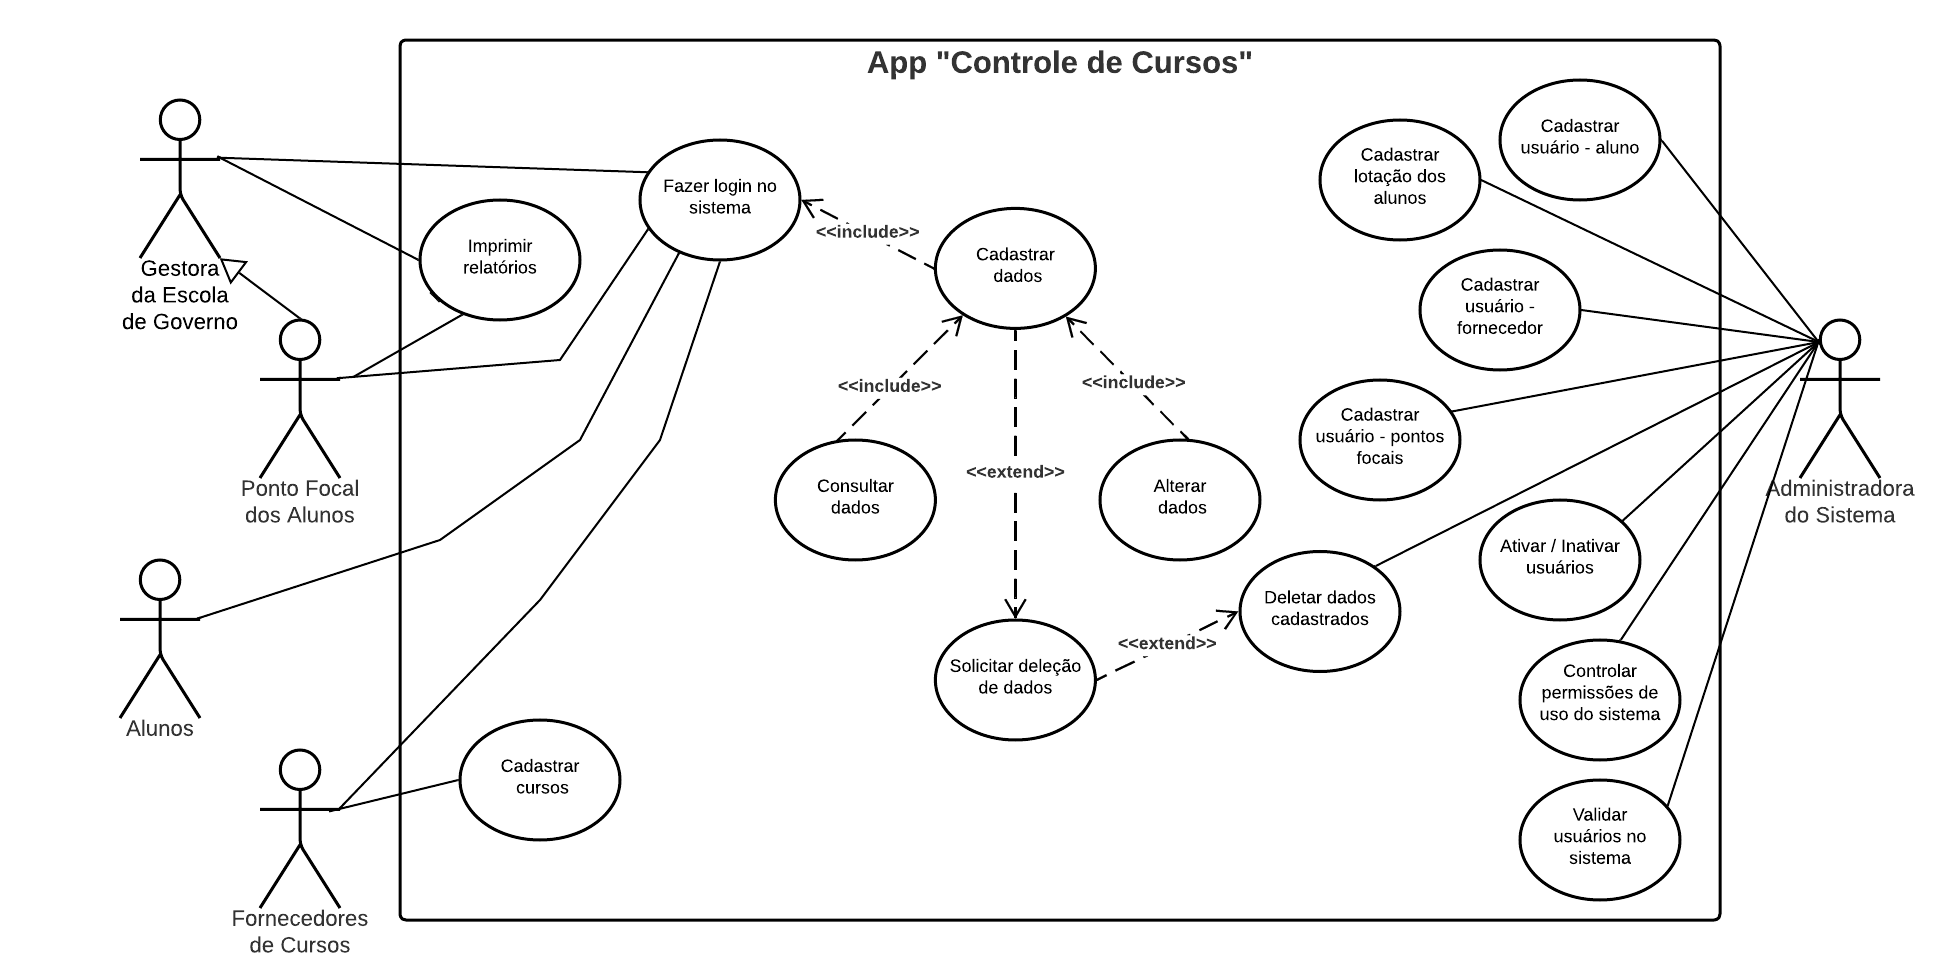 App "Controle de Cursos"
Gestora
da Escola
de Governo
Ponto Focal
dos Alunos
Alunos
Fornecedores
de Cursos
Imprimir
relatórios
Fazer login no
sistema
<<include>>
Cadastrar
dados
<<include>>
<<include>>
<<extend>>
Consultar
dados
Alterar
dados
Solicitar deleção
de dados
<<extend>>
Deletar dados
cadastrados
Cadastrar
cursos
Cadastrar
usuário - aluno
Cadastrar
lotação dos
alunos
Cadastrar
usuário -
fornecedor
Cadastrar
usuário - pontos
focais
Ativar / Inativar
usuários
Controlar
permissões de
uso do sistema
Validar
usuários no
sistema
Administradora
do Sistema